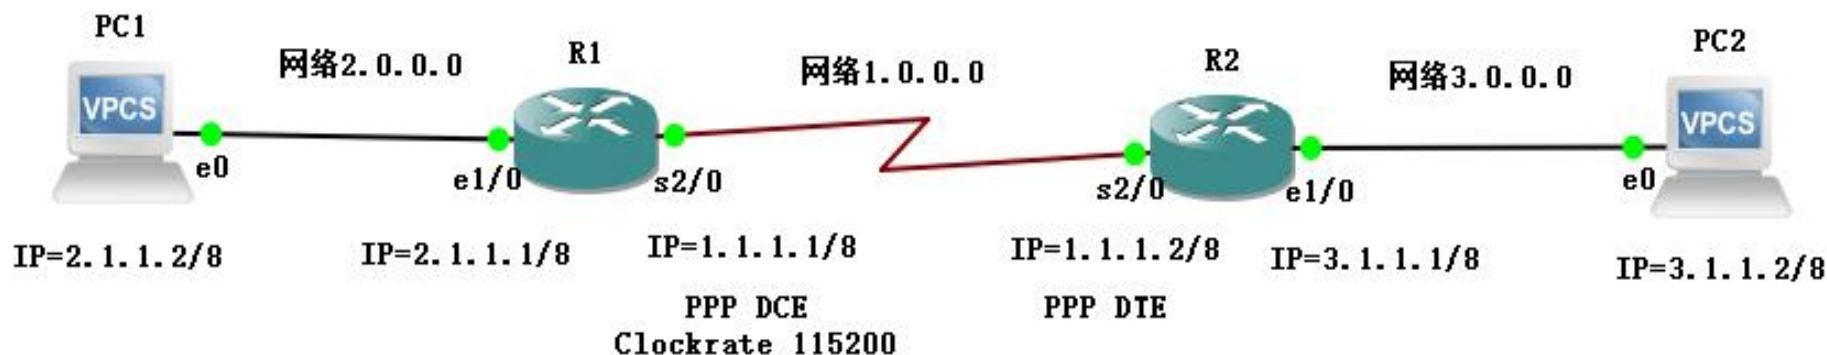 PC1
网络2.0.0.0
R1
网络1.0.0.0
R2
网络3.0.0.0
PC2
VPCS
VPCS
e0
e1/0
s2/0
s2/0
e1/0
e0
IP=2.1.1.2/8
IP=2.1.1.1/8
IP=1.1.1.1/8
IP=1.1.1.2/8
IP=3.1.1.1/8
IP=3.1.1.2/8
PPP DCE
PPP DTE
Clockrate 115200